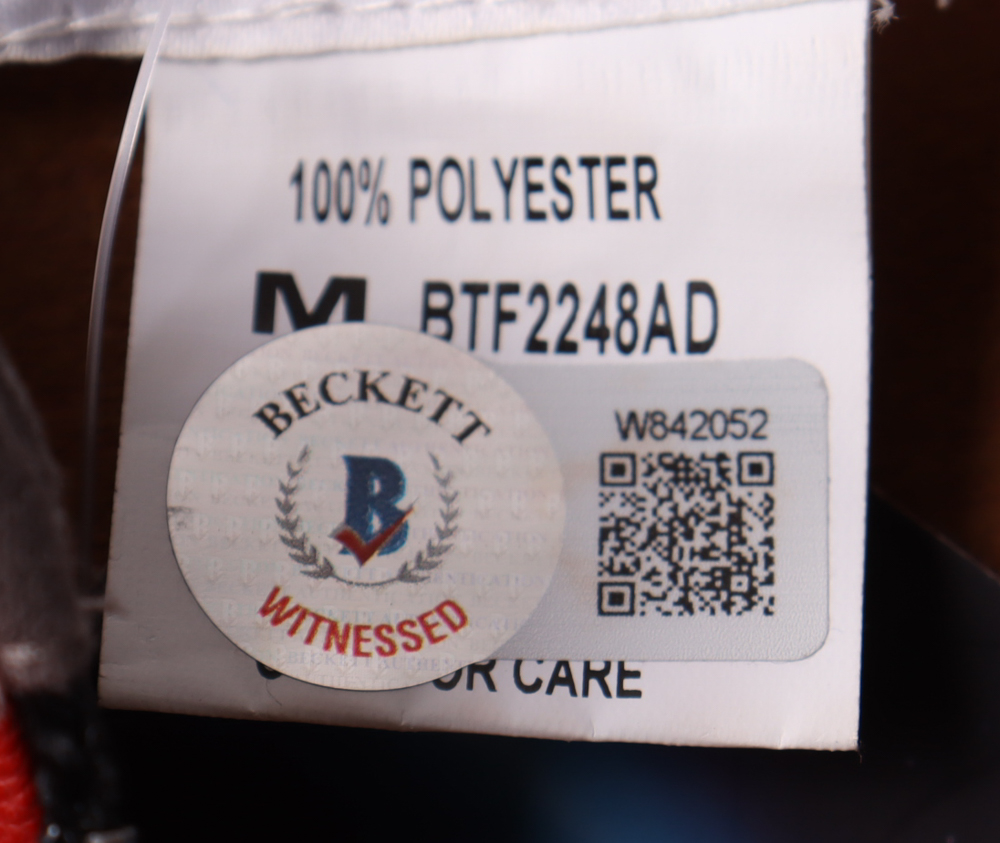 100% POLYESTER
M BTF2248AD
BECKETT
B
WITNESSED
W842052
OR CARE